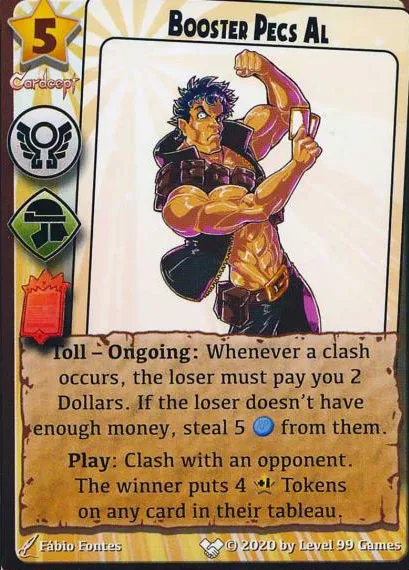 Booster Pecs Al
5
Cardcept
Toll – Ongoing: Whenever a clash
occurs, the loser must pay you 2
Dollars. If the loser doesn't have
enough money, steal 5 from them.
Play: Clash with an opponent.
The winner puts 4 Tokens
on any card in their tableau.
Fábio Fontes
© 2020 by Level 99 Games